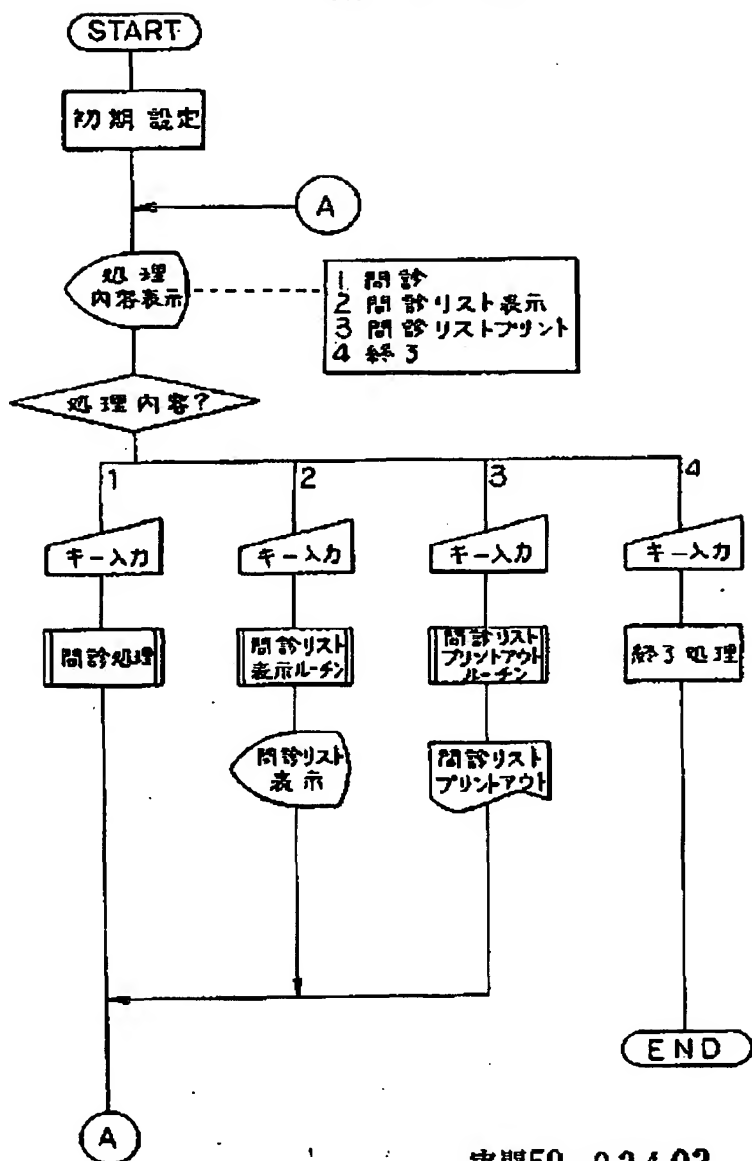 START
初期設定
A
処理
内容表示
1 問診
2 問診リスト表示
3 問診リストプリント
4 終了
処理内容?
1
2
3
4
キー入力
キー入力
キー入力
キー入力
問診処理
問診リスト
表示ルーチン
問診リスト
プリントアウト
ルーチン
終了処理
問診リスト
表示
問診リスト
プリントアウト
END
A